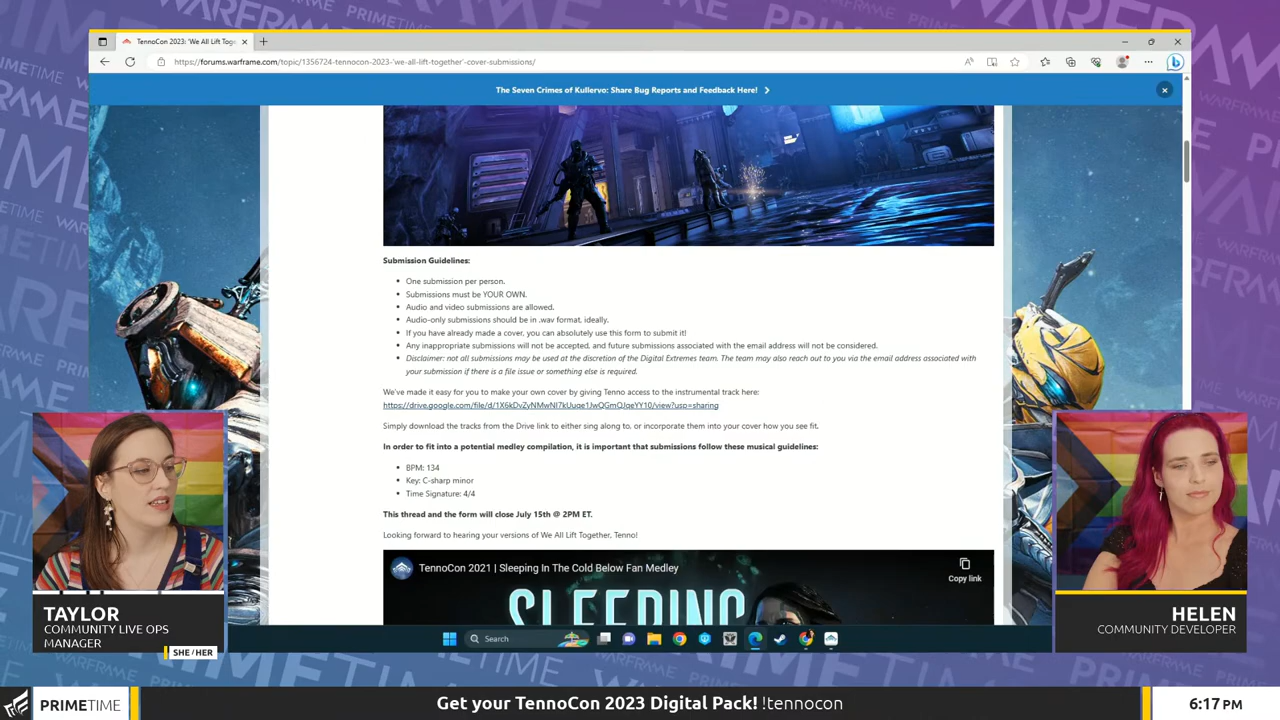 TennoCon 2023: 'We All Lift Toge
https://forums.warframe.com/topic/1356724-tennocon-2023-'we-all-lift-together'-cover-submissions/
The Seven Crimes of Kullervo: Share Bug Reports and Feedback Here!
Submission Guidelines:
One submission per person.
Submissions must be YOUR OWN.
Audio and video submissions are allowed.
Audio-only submissions should be in .wav format, ideally.
If you have already made a cover, you can absolutely use this form to submit it!
Any inappropriate submissions will not be accepted, and future submissions associated with the email address will not be considered.
Disclaimer: not all submissions may be used at the discretion of the Digital Extremes team. The team may also reach out to you via the email address associated with
your submission if there is a file issue or something else is required.
We've made it easy for you to make your own cover by giving Tenno access to the instrumental track here:
https://drive.google.com/file/d/1X6kDvZyNMwNl7kUuqe1JwQGmQJqeYY10/view?usp=sharing
Simply download the tracks from the Drive link to either sing along to, or incorporate them into your cover how you see fit.
In order to fit into a potential medley compilation, it is important that submissions follow these musical guidelines:
BPM: 134
Key: C-sharp minor
Time Signature: 4/4
This thread and the form will close July 15th @ 2PM ET.
Looking forward to hearing your versions of We All Lift Together, Tenno!
TennoCon 2021 | Sleeping In The Cold Below Fan Medley
Copy link
SLEEPING
Search
TAYLOR
COMMUNITY LIVE OPS
MANAGER
SHE/HER
HELEN
COMMUNITY DEVELOPER
PRIMETIME
Get your TennoCon 2023 Digital Pack! !tennocon
6:17 PM